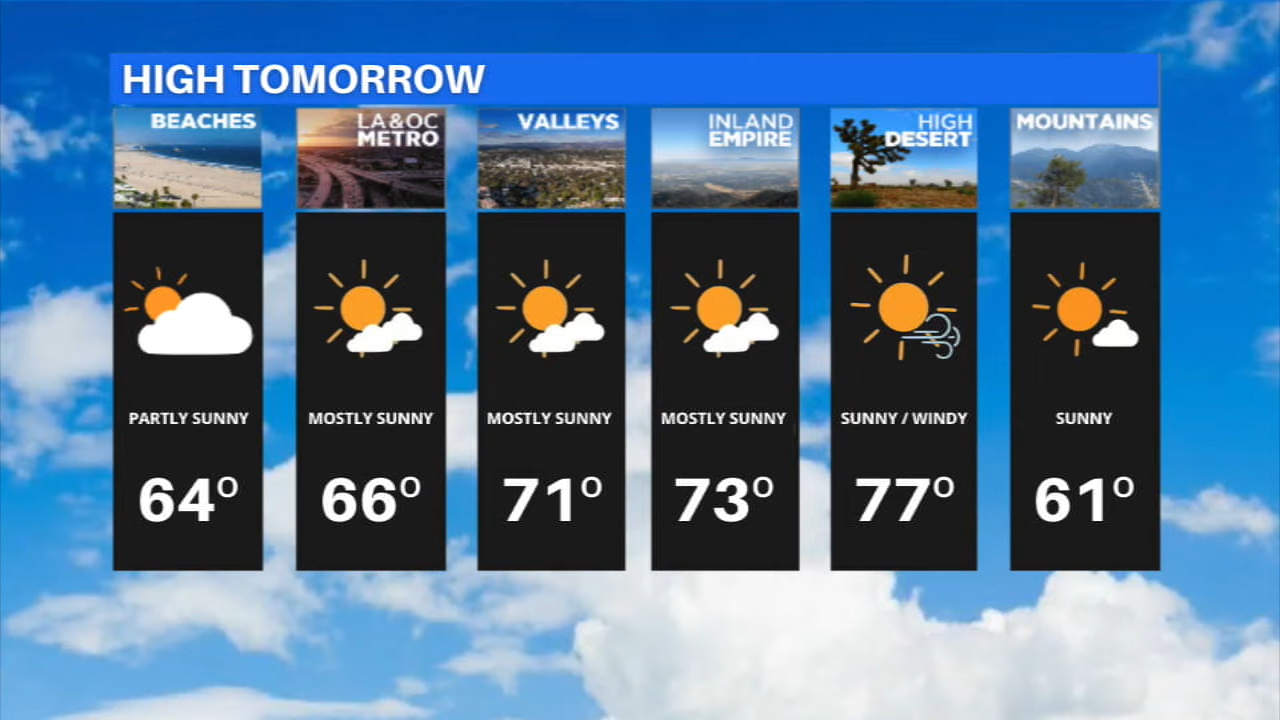 HIGH TOMORROW
BEACHES
LA & OC
METRO
VALLEYS
INLAND
EMPIRE
HIGH
DESERT
MOUNTAINS
PARTLY SUNNY
MOSTLY SUNNY
MOSTLY SUNNY
MOSTLY SUNNY
SUNNY / WINDY
SUNNY
64°
66°
71°
73°
77°
61°